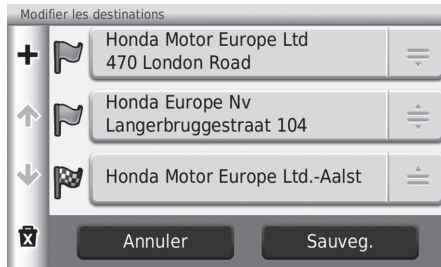 Modifier les destinations
Honda Motor Europe Ltd
470 London Road
Honda Europe Nv
Langerbruggestraat 104
Honda Motor Europe Ltd.-Aalst
Annuler
Sauveg.